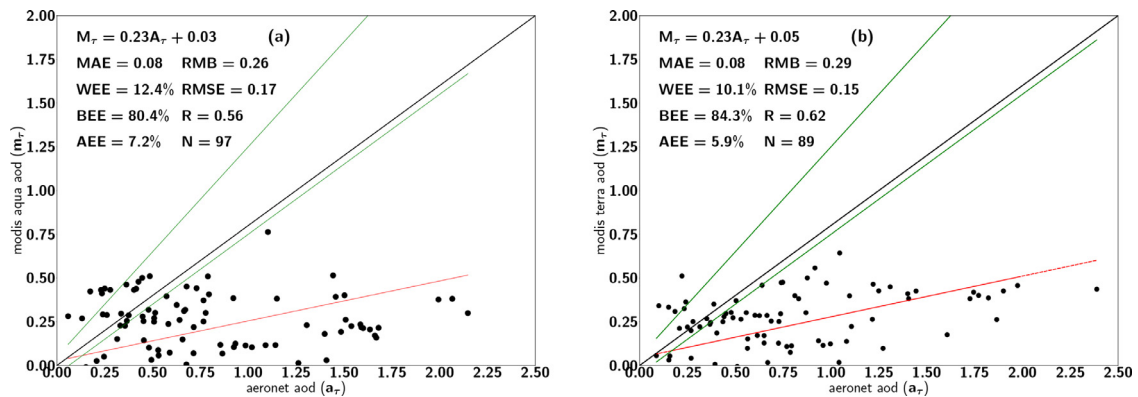 (a)
M_τ = 0.23A_τ + 0.03
MAE = 0.08 RMB = 0.26
WEE = 12.4% RMSE = 0.17
BEE = 80.4% R = 0.56
AEE = 7.2% N = 97
modis aqua aod (m_τ)
2.00
1.75
1.50
1.25
1.00
0.75
0.50
0.25
0.00
0.00 0.25 0.50 0.75 1.00 1.25 1.50 1.75 2.00 2.25 2.50
aeronet aod (a_τ)
(b)
M_τ = 0.23A_τ + 0.05
MAE = 0.08 RMB = 0.29
WEE = 10.1% RMSE = 0.15
BEE = 84.3% R = 0.62
AEE = 5.9% N = 89
modis terra aod (m_τ)
2.00
1.75
1.50
1.25
1.00
0.75
0.50
0.25
0.00
0.00 0.25 0.50 0.75 1.00 1.25 1.50 1.75 2.00 2.25 2.50
aeronet aod (a_τ)